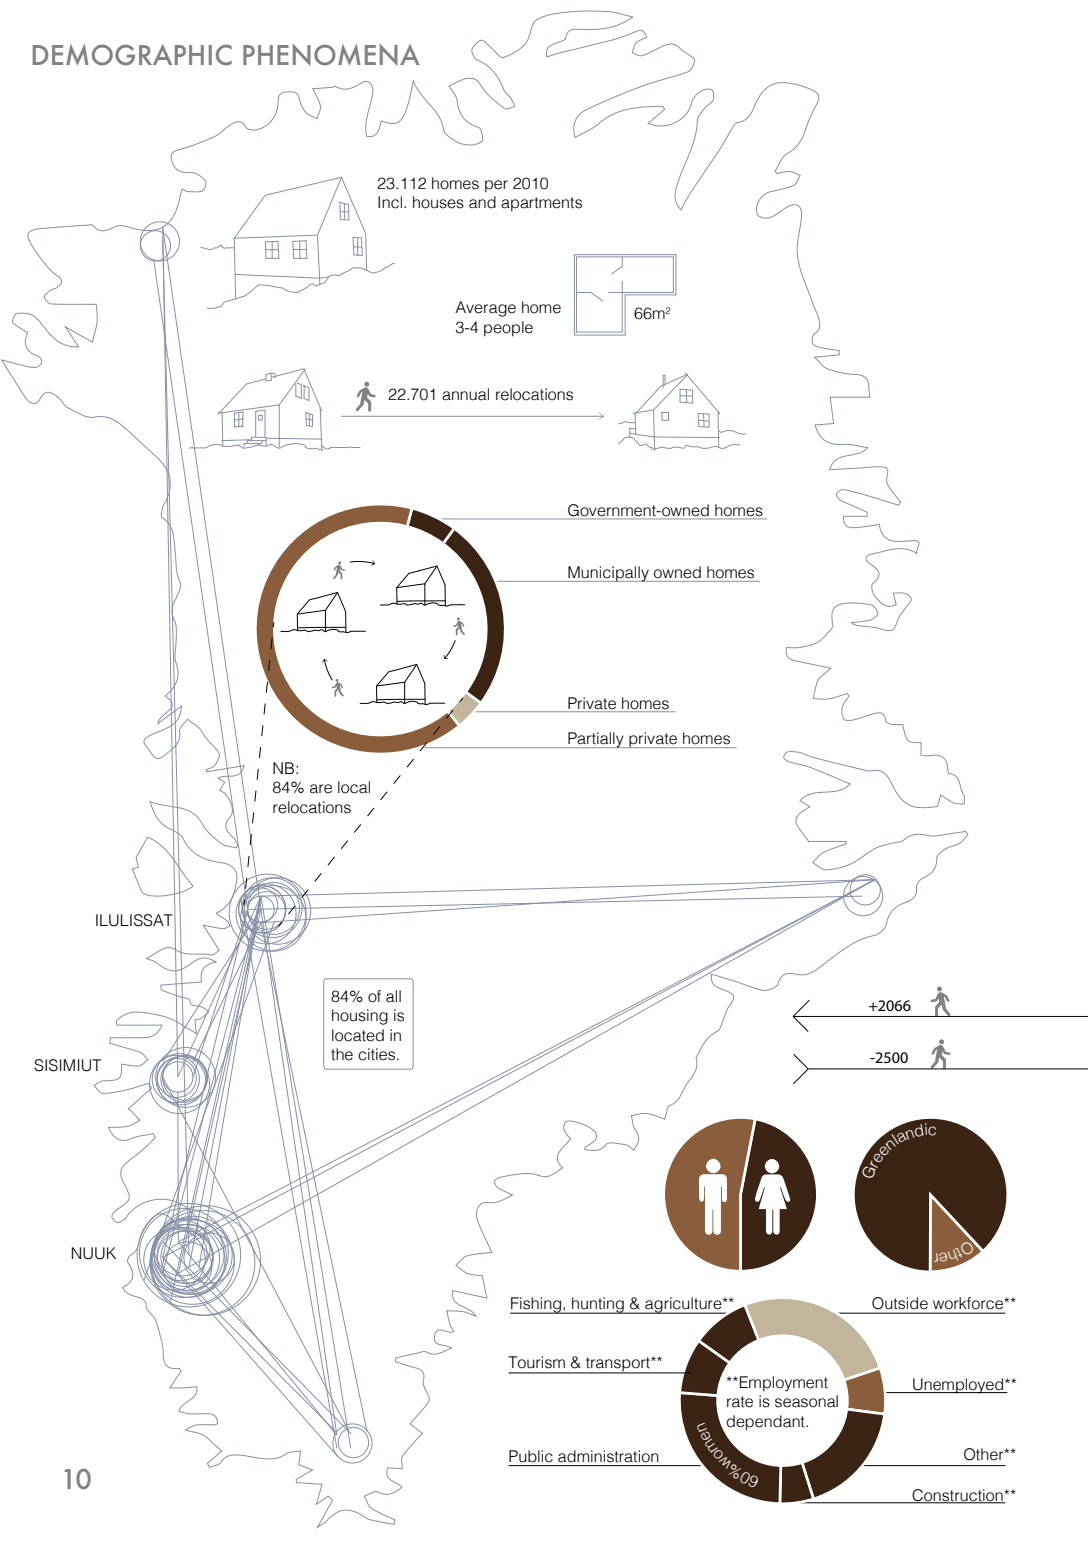 DEMOGRAPHIC PHENOMENA
23.112 homes per 2010
Incl. houses and apartments
Average home
3-4 people
66m²
22.701 annual relocations
Government-owned homes
Municipally owned homes
Private homes
Partially private homes
NB:
84% are local
relocations
ILULISSAT
84% of all
housing is
located in
the cities.
+2066
-2500
SISIMIUT
NUUK
Greenlandic
Other
Fishing, hunting & agriculture**
Outside workforce**
Tourism & transport**
Unemployed**
**Employment
rate is seasonal
dependant.
60%women
Public administration
Other**
Construction**
10